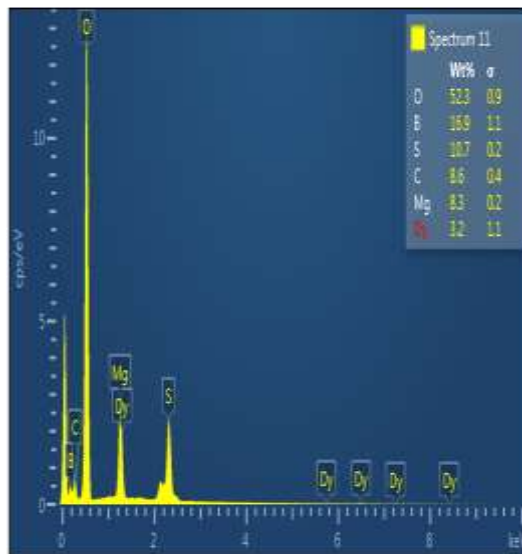 Spectrum 11
Wt% σ
O 52.3 0.9
B 16.9 1.1
S 10.7 0.2
C 8.6 0.4
Mg 8.3 0.2
Dy 3.2 1.1
cps/eV
10
5
0
O
C
B
Mg
Dy
S
Dy
Dy
Dy
Dy
0 2 4 6 8 ke